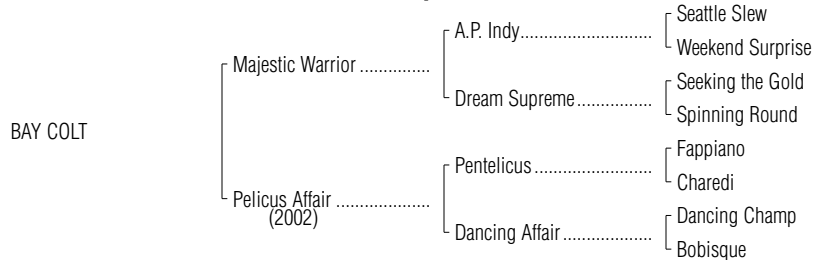 Seattle Slew
A.P. Indy............................
Weekend Surprise
Majestic Warrior ...............
Seeking the Gold
Dream Supreme................
Spinning Round
BAY COLT
Fappiano
Pentelicus.........................
Charedi
Pelicus Affair ....................
(2002)
Dancing Champ
Dancing Affair...................
Bobisque